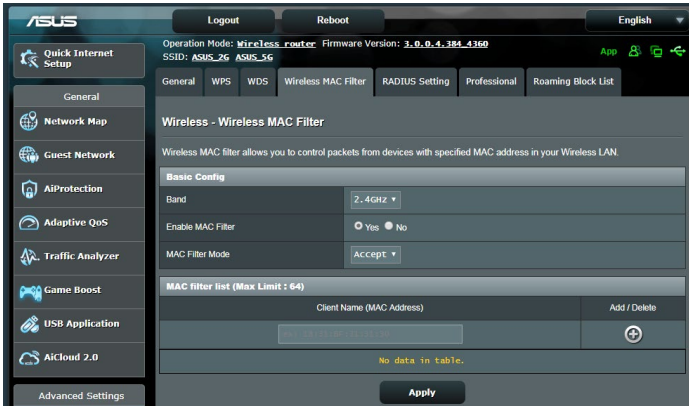 ASUS
Logout
Reboot
English
Operation Mode: Wireless router Firmware Version: 3.0.0.4.384_4360
SSID: ASUS_2G ASUS_5G
App
Quick Internet
Setup
General
Network Map
Guest Network
AiProtection
Adaptive QoS
Traffic Analyzer
Game Boost
USB Application
AiCloud 2.0
Advanced Settings
General WPS WDS Wireless MAC Filter RADIUS Setting Professional Roaming Block List
Wireless - Wireless MAC Filter
Wireless MAC filter allows you to control packets from devices with specified MAC address in your Wireless LAN.
Basic Config
Band 2.4GHz
Enable MAC Filter Yes No
MAC Filter Mode Accept
MAC filter list (Max Limit : 64)
Client Name (MAC Address) Add / Delete
No data in table.
Apply